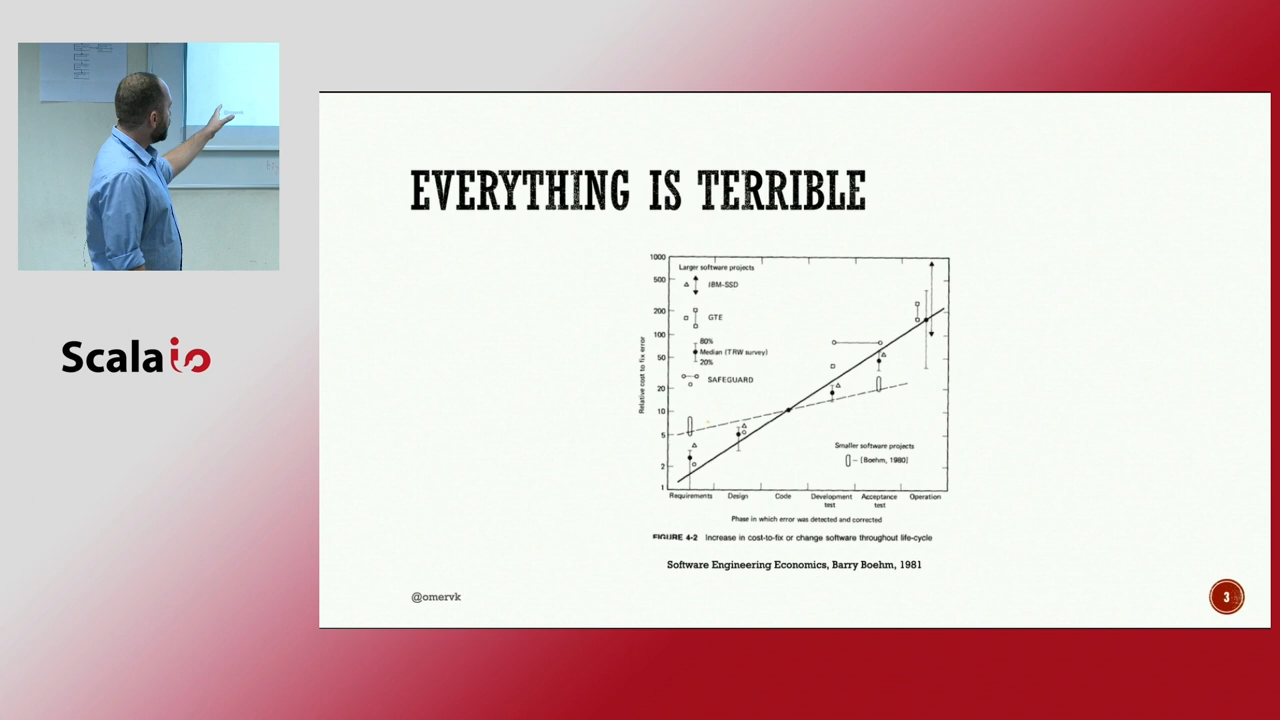 Scala io
EVERYTHING IS TERRIBLE
1000
500
200
100
50
20
10
5
2
1
Relative cost to fix error
Larger software projects
IBM-SSD
GTE
80%
Median (TRW survey)
20%
SAFEGUARD
Smaller software projects
[Boehm, 1980]
Requirements
Design
Code
Development
test
Acceptance
test
Operation
Phase in which error was detected and corrected
FIGURE 4-2 Increase in cost-to-fix or change software throughout life-cycle
Software Engineering Economics, Barry Boehm, 1981
@omervk
3